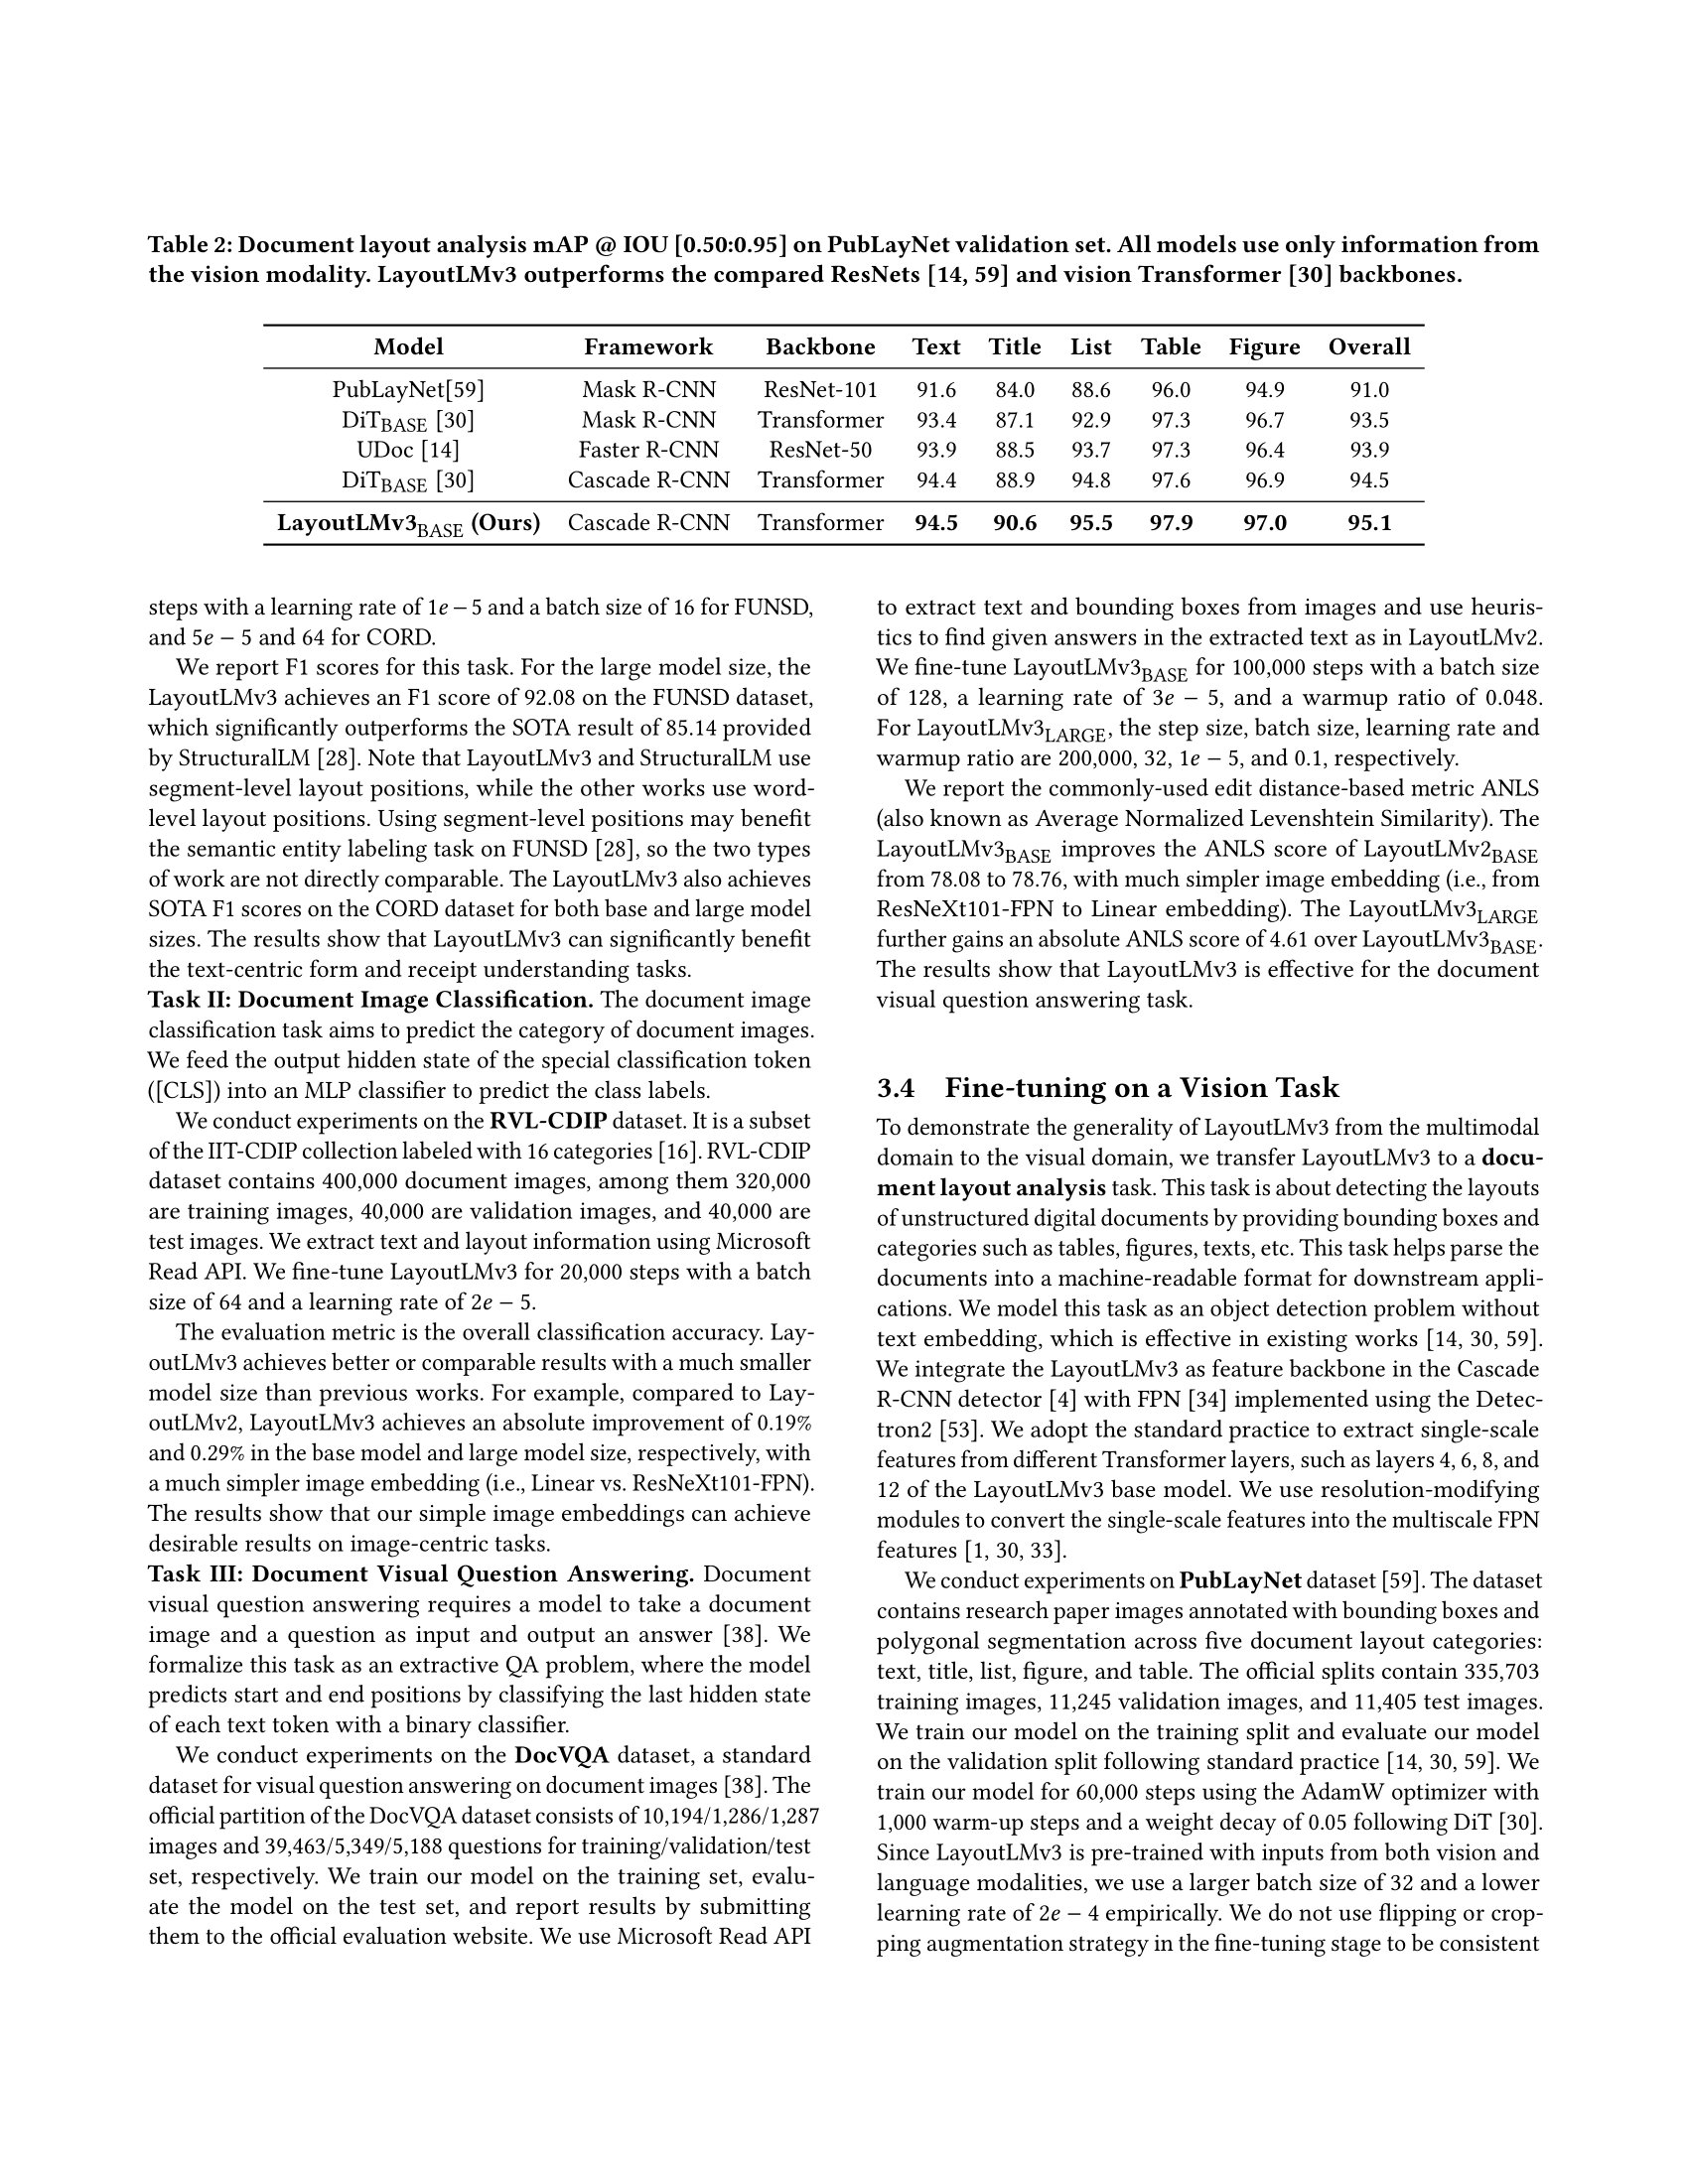 Table 2: Document layout analysis mAP @ IOU [0.50:0.95] on PubLayNet validation set. All models use only information from
the vision modality. LayoutLMv3 outperforms the compared ResNets [14, 59] and vision Transformer [30] backbones.
Model Framework Backbone Text Title List Table Figure Overall
PubLayNet[59] Mask R-CNN ResNet-101 91.6 84.0 88.6 96.0 94.9 91.0
DiTBASE [30] Mask R-CNN Transformer 93.4 87.1 92.9 97.3 96.7 93.5
UDoc [14] Faster R-CNN ResNet-50 93.9 88.5 93.7 97.3 96.4 93.9
DiTBASE [30] Cascade R-CNN Transformer 94.4 88.9 94.8 97.6 96.9 94.5
LayoutLMv3BASE (Ours) Cascade R-CNN Transformer 94.5 90.6 95.5 97.9 97.0 95.1
steps with a learning rate of 1e − 5 and a batch size of 16 for FUNSD,
and 5e − 5 and 64 for CORD.
We report F1 scores for this task. For the large model size, the
LayoutLMv3 achieves an F1 score of 92.08 on the FUNSD dataset,
which significantly outperforms the SOTA result of 85.14 provided
by StructuralLM [28]. Note that LayoutLMv3 and StructuralLM use
segment-level layout positions, while the other works use word-
level layout positions. Using segment-level positions may benefit
the semantic entity labeling task on FUNSD [28], so the two types
of work are not directly comparable. The LayoutLMv3 also achieves
SOTA F1 scores on the CORD dataset for both base and large model
sizes. The results show that LayoutLMv3 can significantly benefit
the text-centric form and receipt understanding tasks.
Task II: Document Image Classification. The document image
classification task aims to predict the category of document images.
We feed the output hidden state of the special classification token
([CLS]) into an MLP classifier to predict the class labels.
We conduct experiments on the RVL-CDIP dataset. It is a subset
of the IIT-CDIP collection labeled with 16 categories [16]. RVL-CDIP
dataset contains 400,000 document images, among them 320,000
are training images, 40,000 are validation images, and 40,000 are
test images. We extract text and layout information using Microsoft
Read API. We fine-tune LayoutLMv3 for 20,000 steps with a batch
size of 64 and a learning rate of 2e − 5.
The evaluation metric is the overall classification accuracy. Lay-
outLMv3 achieves better or comparable results with a much smaller
model size than previous works. For example, compared to Lay-
outLMv2, LayoutLMv3 achieves an absolute improvement of 0.19%
and 0.29% in the base model and large model size, respectively, with
a much simpler image embedding (i.e., Linear vs. ResNeXt101-FPN).
The results show that our simple image embeddings can achieve
desirable results on image-centric tasks.
Task III: Document Visual Question Answering. Document
visual question answering requires a model to take a document
image and a question as input and output an answer [38]. We
formalize this task as an extractive QA problem, where the model
predicts start and end positions by classifying the last hidden state
of each text token with a binary classifier.
We conduct experiments on the DocVQA dataset, a standard
dataset for visual question answering on document images [38]. The
official partition of the DocVQA dataset consists of 10,194/1,286/1,287
images and 39,463/5,349/5,188 questions for training/validation/test
set, respectively. We train our model on the training set, evalu-
ate the model on the test set, and report results by submitting
them to the official evaluation website. We use Microsoft Read API
to extract text and bounding boxes from images and use heuris-
tics to find given answers in the extracted text as in LayoutLMv2.
We fine-tune LayoutLMv3BASE for 100,000 steps with a batch size
of 128, a learning rate of 3e − 5, and a warmup ratio of 0.048.
For LayoutLMv3LARGE, the step size, batch size, learning rate and
warmup ratio are 200,000, 32, 1e − 5, and 0.1, respectively.
We report the commonly-used edit distance-based metric ANLS
(also known as Average Normalized Levenshtein Similarity). The
LayoutLMv3BASE improves the ANLS score of LayoutLMv2BASE
from 78.08 to 78.76, with much simpler image embedding (i.e., from
ResNeXt101-FPN to Linear embedding). The LayoutLMv3LARGE
further gains an absolute ANLS score of 4.61 over LayoutLMv3BASE.
The results show that LayoutLMv3 is effective for the document
visual question answering task.
3.4 Fine-tuning on a Vision Task
To demonstrate the generality of LayoutLMv3 from the multimodal
domain to the visual domain, we transfer LayoutLMv3 to a docu-
ment layout analysis task. This task is about detecting the layouts
of unstructured digital documents by providing bounding boxes and
categories such as tables, figures, texts, etc. This task helps parse the
documents into a machine-readable format for downstream appli-
cations. We model this task as an object detection problem without
text embedding, which is effective in existing works [14, 30, 59].
We integrate the LayoutLMv3 as feature backbone in the Cascade
R-CNN detector [4] with FPN [34] implemented using the Detec-
tron2 [53]. We adopt the standard practice to extract single-scale
features from different Transformer layers, such as layers 4, 6, 8, and
12 of the LayoutLMv3 base model. We use resolution-modifying
modules to convert the single-scale features into the multiscale FPN
features [1, 30, 33].
We conduct experiments on PubLayNet dataset [59]. The dataset
contains research paper images annotated with bounding boxes and
polygonal segmentation across five document layout categories:
text, title, list, figure, and table. The official splits contain 335,703
training images, 11,245 validation images, and 11,405 test images.
We train our model on the training split and evaluate our model
on the validation split following standard practice [14, 30, 59]. We
train our model for 60,000 steps using the AdamW optimizer with
1,000 warm-up steps and a weight decay of 0.05 following DiT [30].
Since LayoutLMv3 is pre-trained with inputs from both vision and
language modalities, we use a larger batch size of 32 and a lower
learning rate of 2e − 4 empirically. We do not use flipping or crop-
ping augmentation strategy in the fine-tuning stage to be consistent